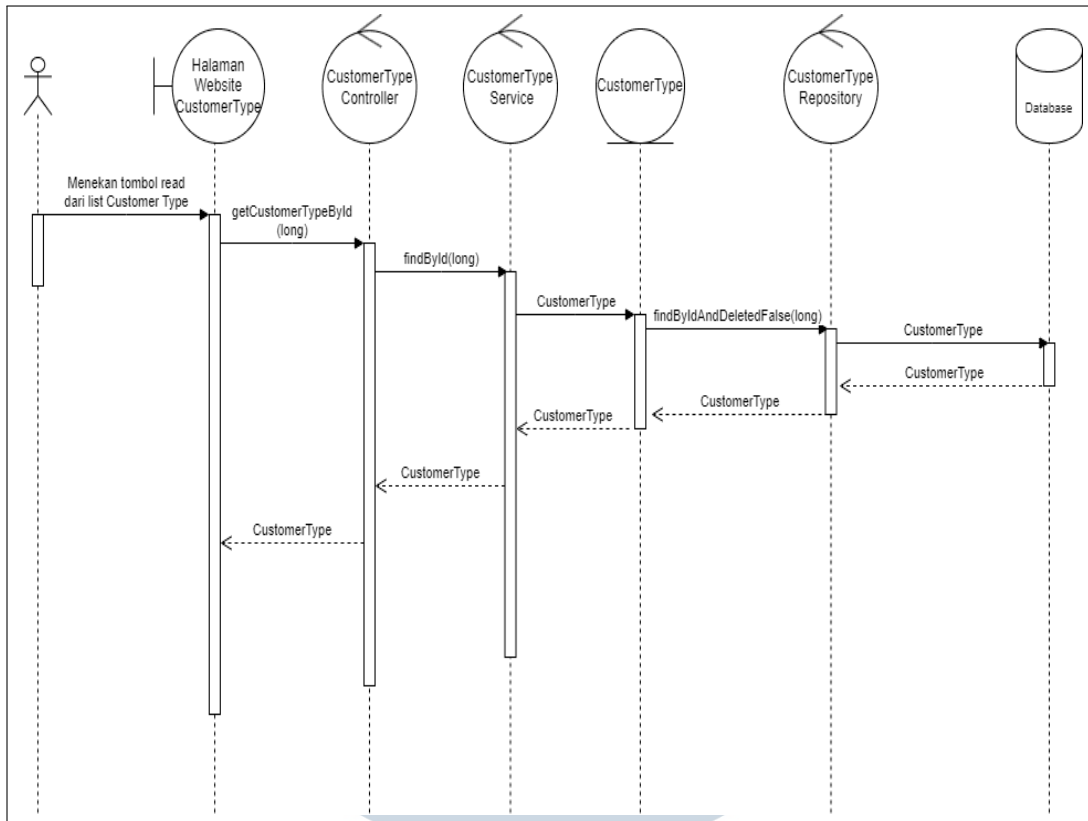 Halaman
Website
CustomerType
CustomerType
Controller
CustomerType
Service
CustomerType
CustomerType
Repository
Database
Menekan tombol read
dari list Customer Type
getCustomerTypeById
(long)
findById(long)
CustomerType
findByIdAndDeletedFalse(long)
CustomerType
CustomerType
CustomerType
CustomerType
CustomerType
CustomerType